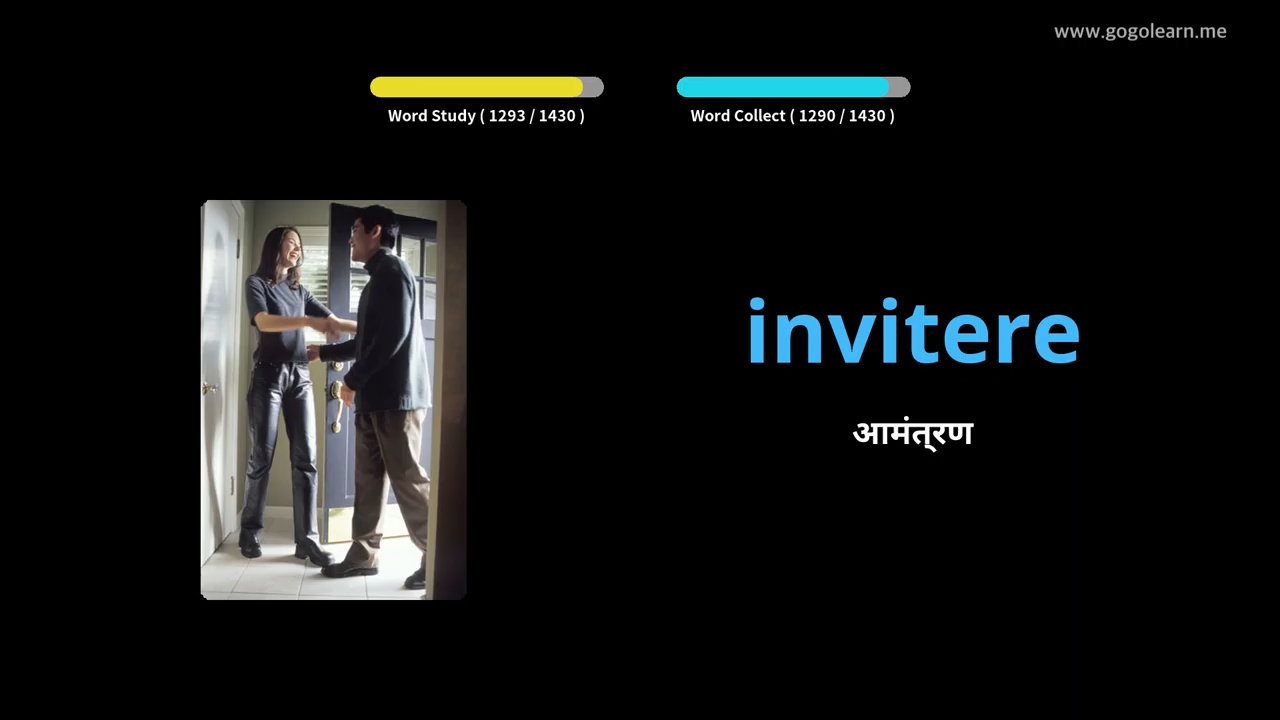 www.gogolearn.me
Word Study ( 1293 / 1430 )
Word Collect ( 1290 / 1430 )
invitere
आमंत्रण